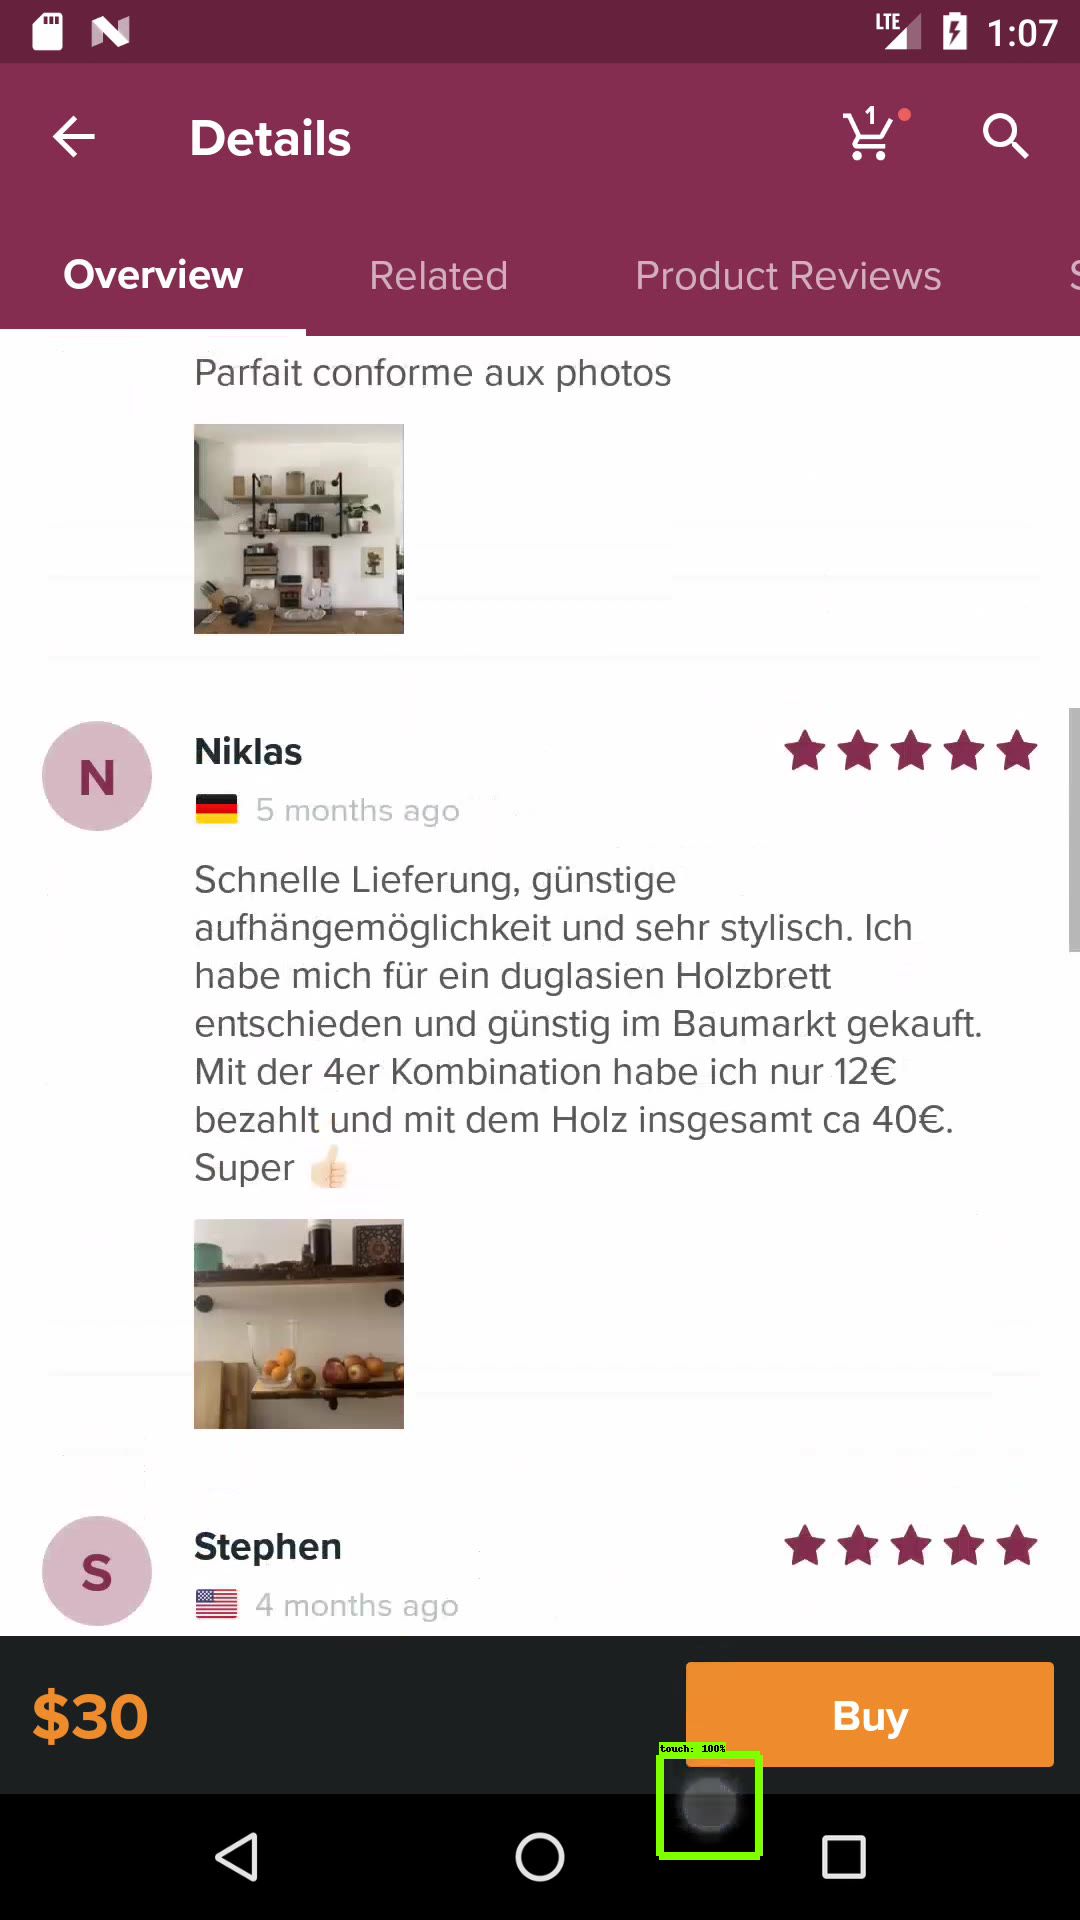 LTE 1:07
Details 1
Overview Related Product Reviews S
Parfait conforme aux photos
N Niklas
5 months ago
Schnelle Lieferung, günstige
aufhängemöglichkeit und sehr stylisch. Ich
habe mich für ein duglasien Holzbrett
entschieden und günstig im Baumarkt gekauft.
Mit der 4er Kombination habe ich nur 12€
bezahlt und mit dem Holz insgesamt ca 40€.
Super 👍🏻
S Stephen
4 months ago
$30 Buy
touch: 100%